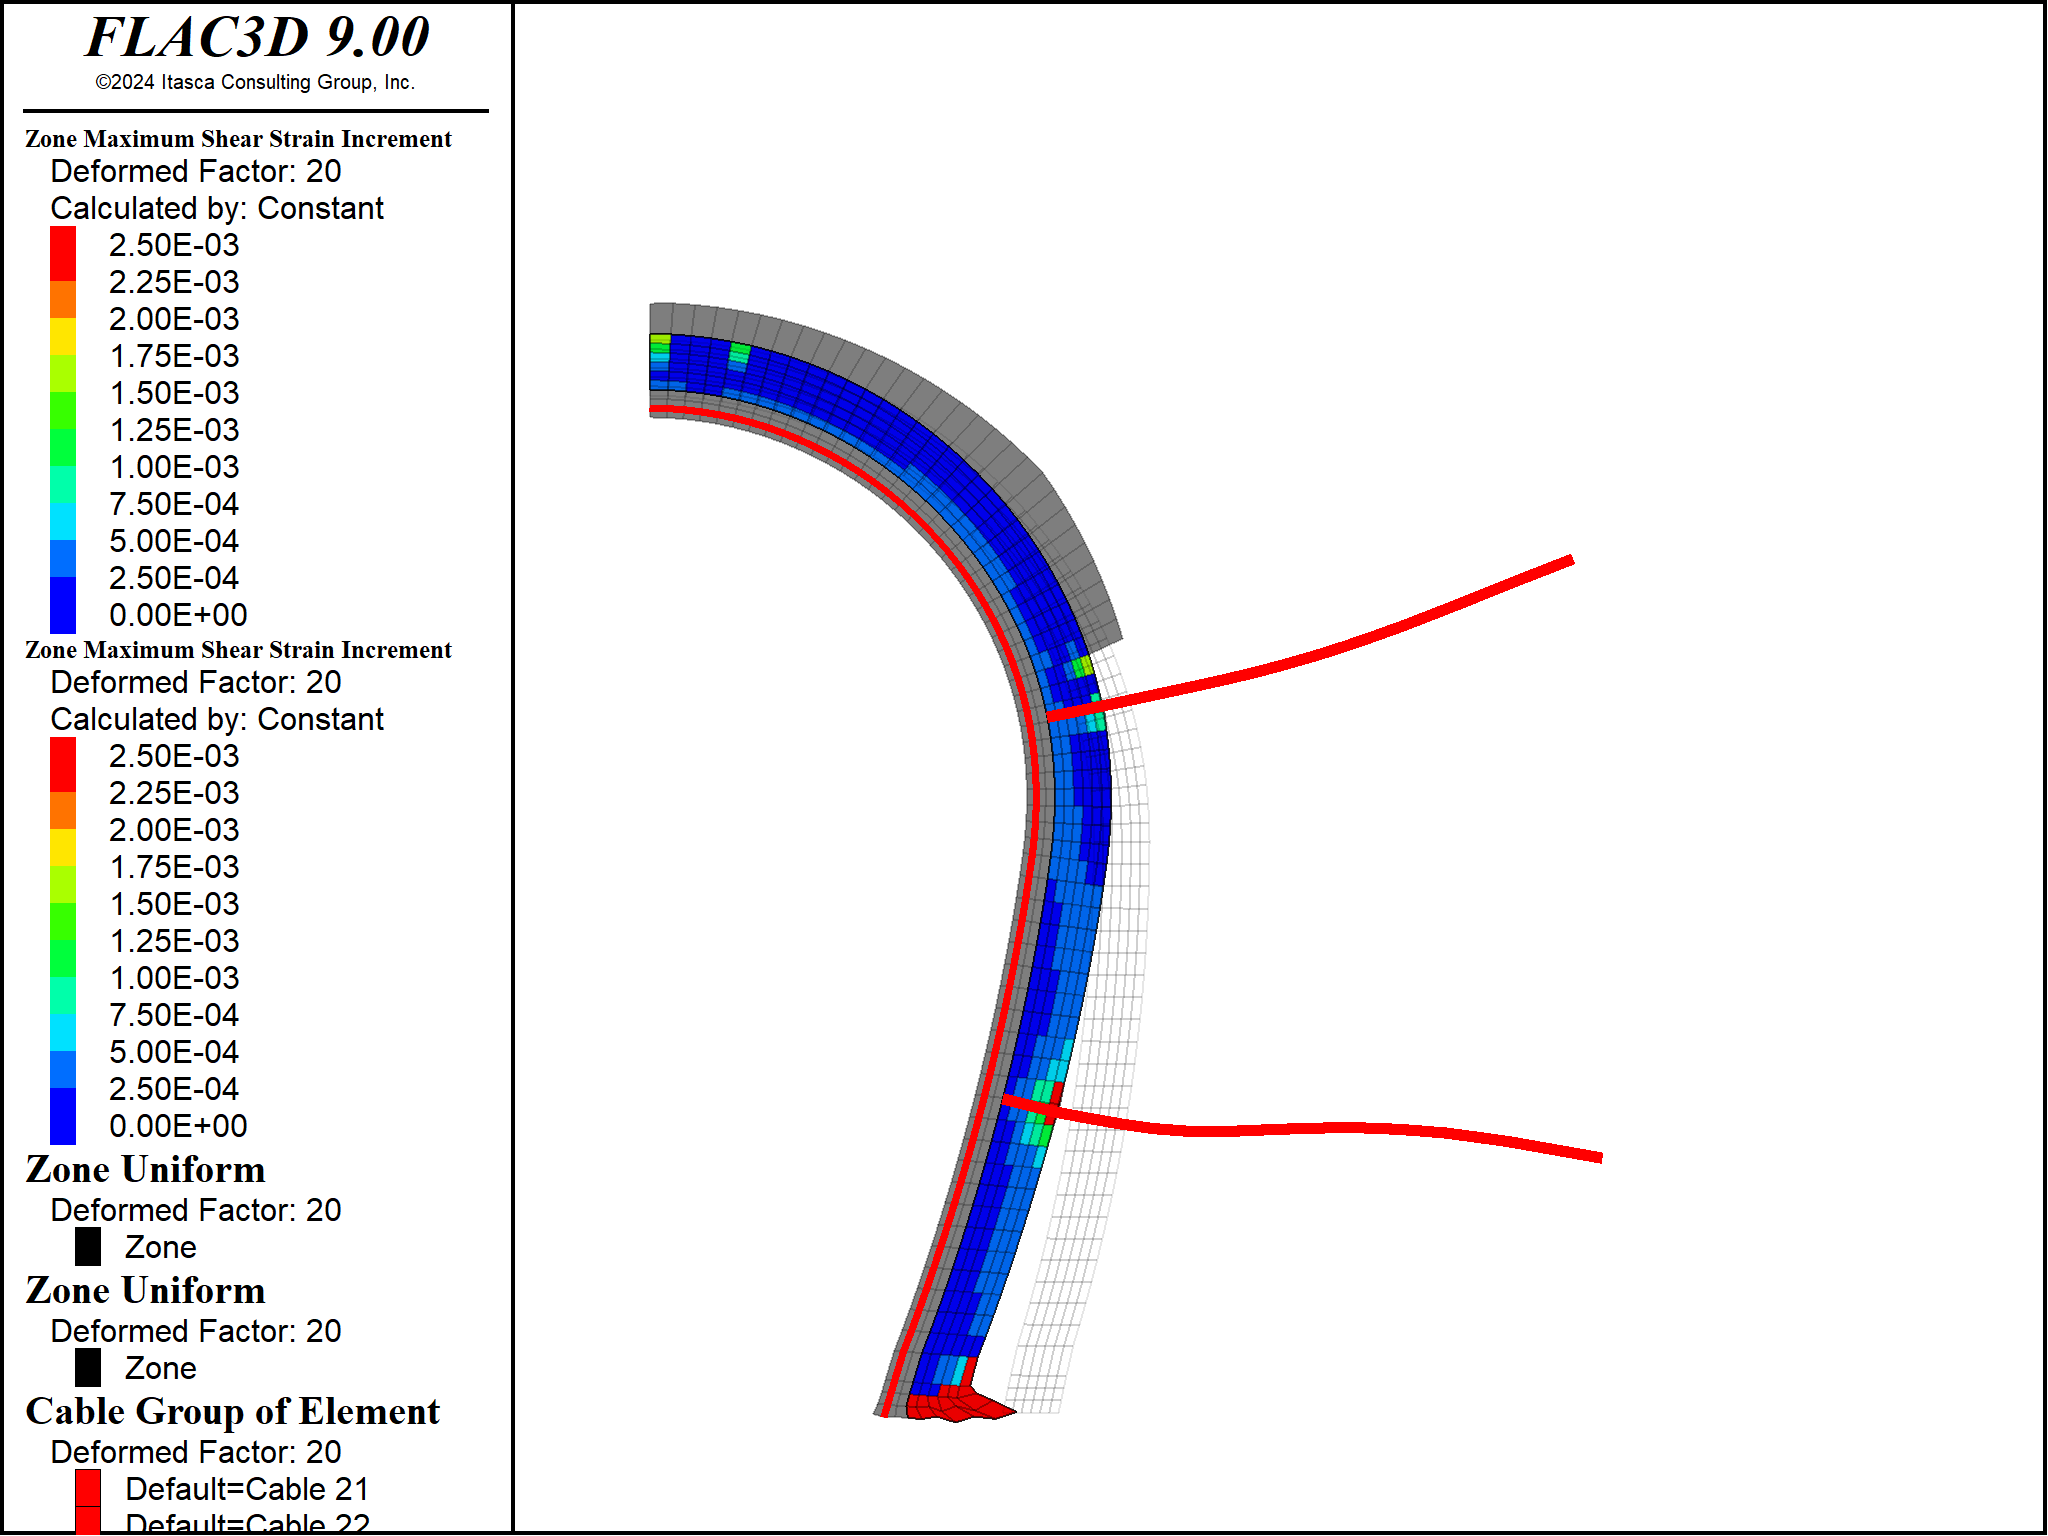 FLAC3D 9.00
©2024 Itasca Consulting Group, Inc.
Zone Maximum Shear Strain Increment
Deformed Factor: 20
Calculated by: Constant
2.50E-03
2.25E-03
2.00E-03
1.75E-03
1.50E-03
1.25E-03
1.00E-03
7.50E-04
5.00E-04
2.50E-04
0.00E+00
Zone Maximum Shear Strain Increment
Deformed Factor: 20
Calculated by: Constant
2.50E-03
2.25E-03
2.00E-03
1.75E-03
1.50E-03
1.25E-03
1.00E-03
7.50E-04
5.00E-04
2.50E-04
0.00E+00
Zone Uniform
Deformed Factor: 20
Zone
Zone Uniform
Deformed Factor: 20
Zone
Cable Group of Element
Deformed Factor: 20
Default=Cable 21
Default=Cable 22